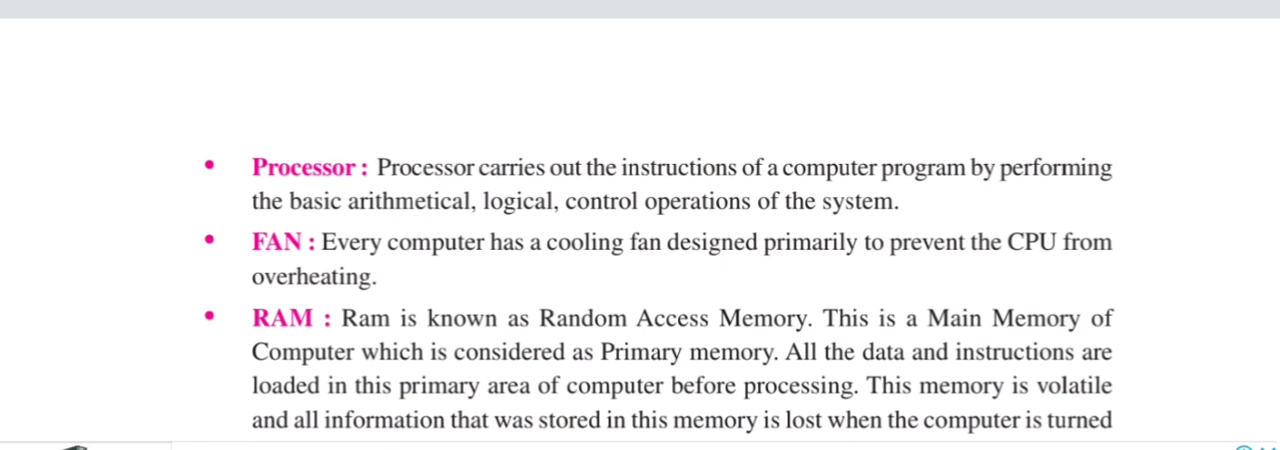 • Processor : Processor carries out the instructions of a computer program by performing
the basic arithmetical, logical, control operations of the system.
• FAN : Every computer has a cooling fan designed primarily to prevent the CPU from
overheating.
• RAM : Ram is known as Random Access Memory. This is a Main Memory of
Computer which is considered as Primary memory. All the data and instructions are
loaded in this primary area of computer before processing. This memory is volatile
and all information that was stored in this memory is lost when the computer is turned